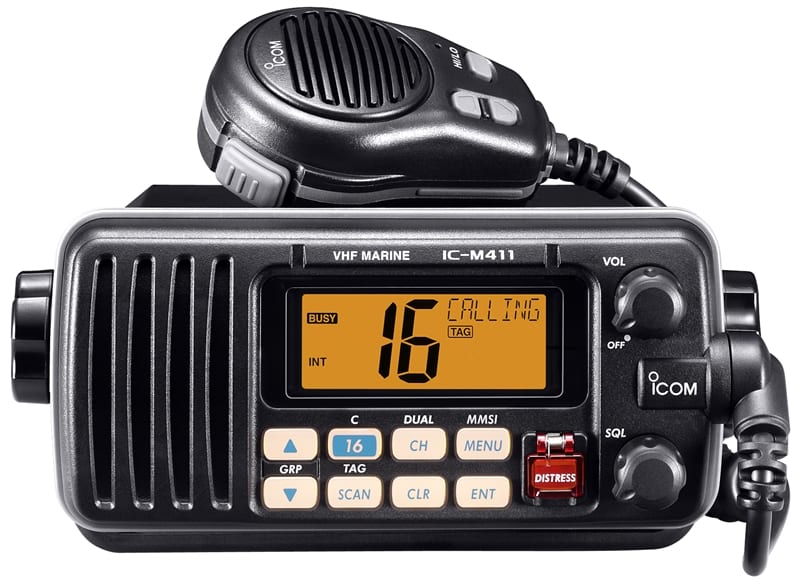 ICOM
HI/LO
VHF MARINE IC-M411
VOL
BUSY 16 CALLING
TAG
INT
OFF
ICOM
C DUAL MMSI
▲ 16 CH MENU
SQL
GRP TAG
▼ SCAN CLR ENT
DISTRESS